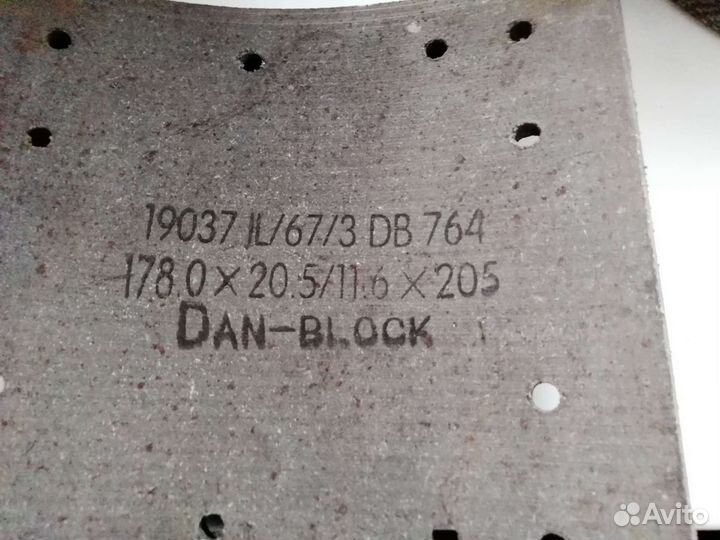 19037 IL/67/3 DB 764
178.0 X 20.5/11.6 X 205
DAN-BLOCK
Avito